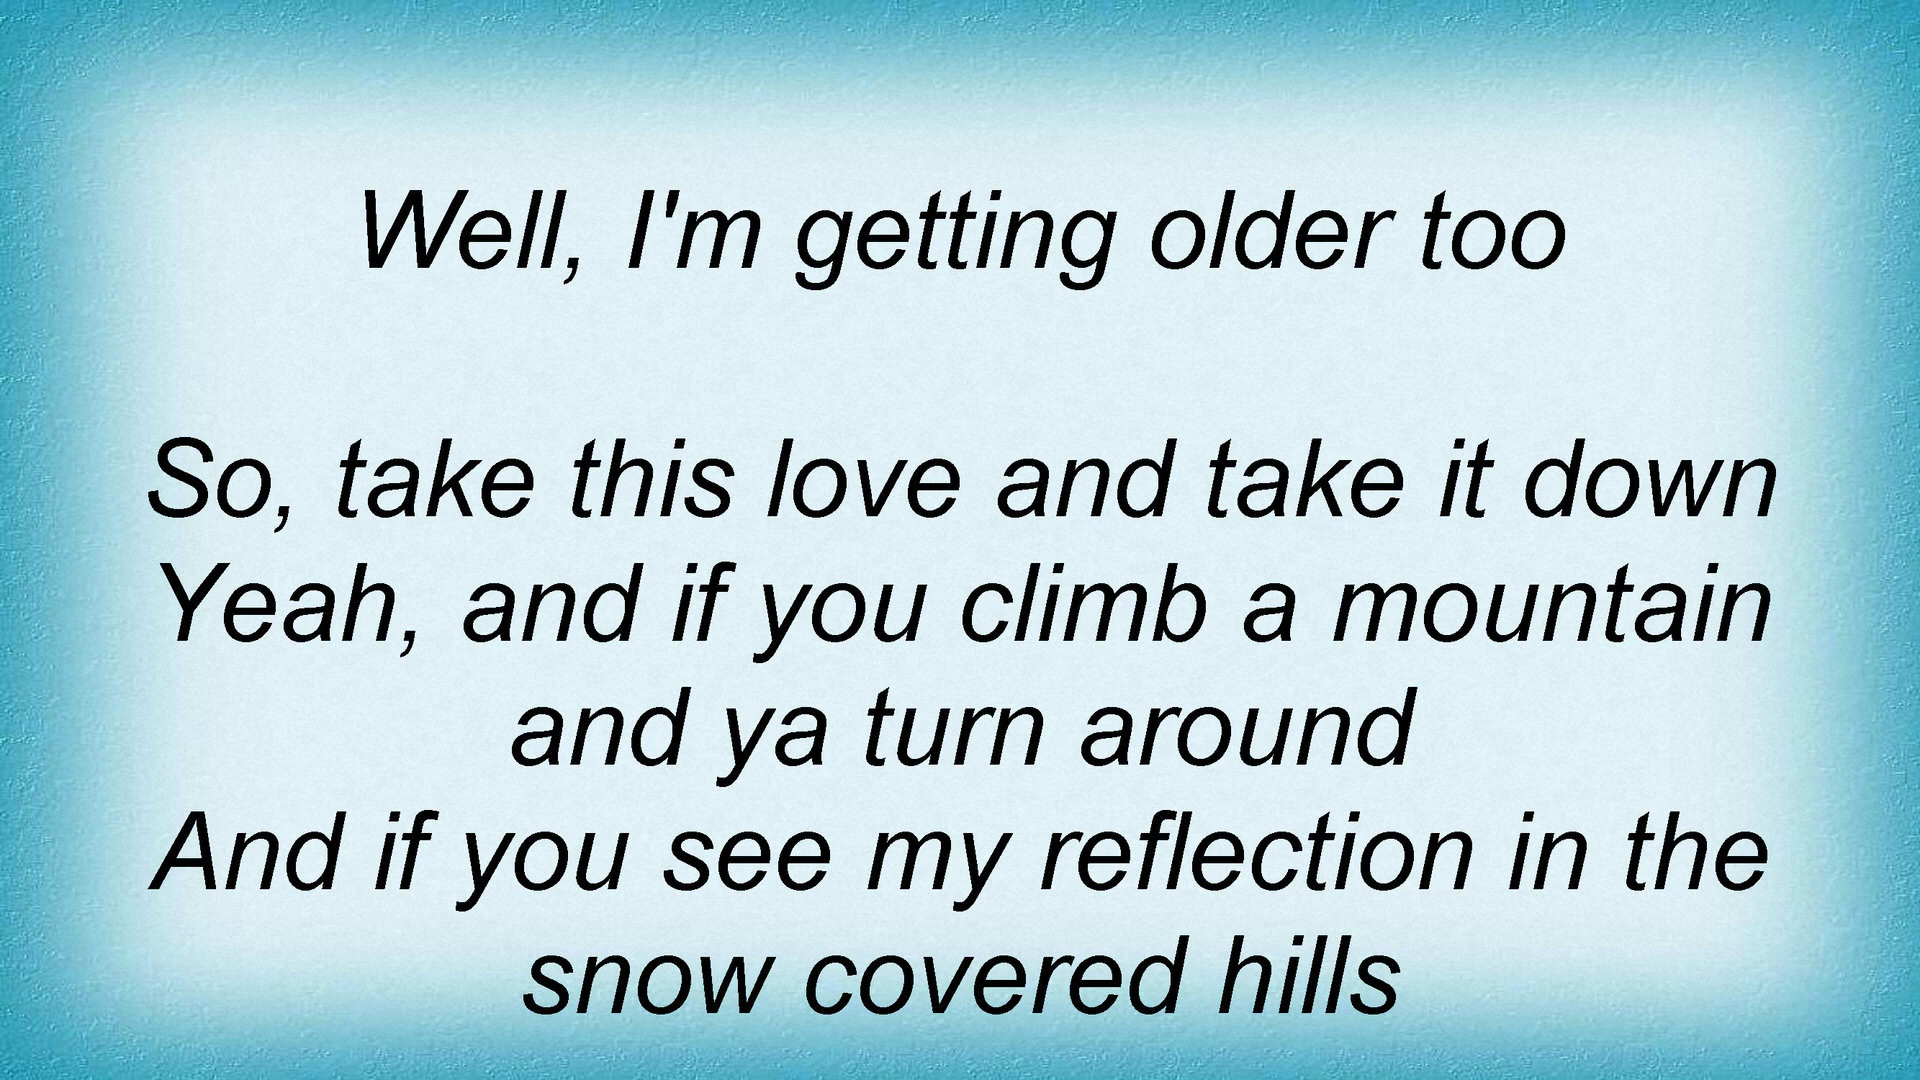 Well, I'm getting older too
So, take this love and take it down
Yeah, and if you climb a mountain
and ya turn around
And if you see my reflection in the
snow covered hills